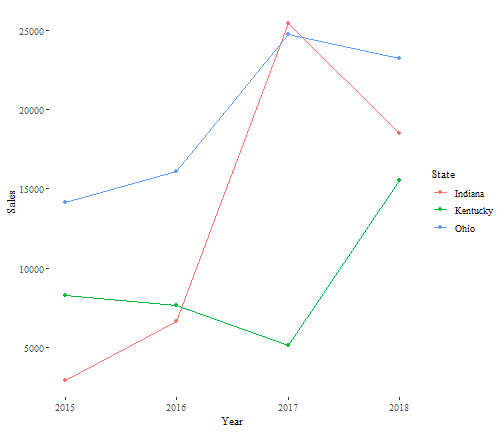 25000
20000
15000
10000
5000
Sales
2015 2016 2017 2018
Year
State
Indiana
Kentucky
Ohio